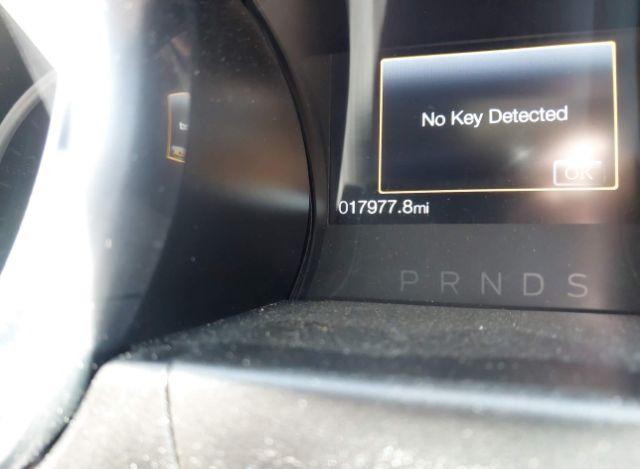 No Key Detected
OK
017977.8mi
P R N D S